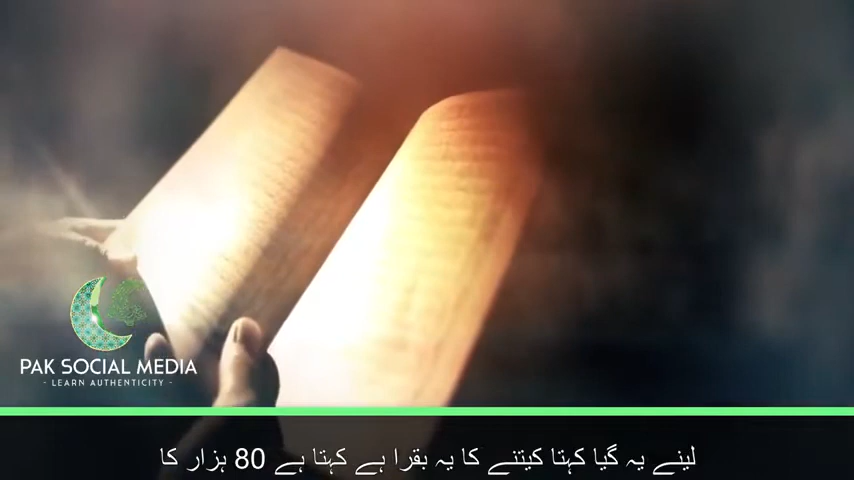 PAK SOCIAL MEDIA
- LEARN AUTHENTICITY -
لینے یہ گیا کہتا کیتنے کا یہ بقرا ہے کہتا ہے 80 ہزار کا